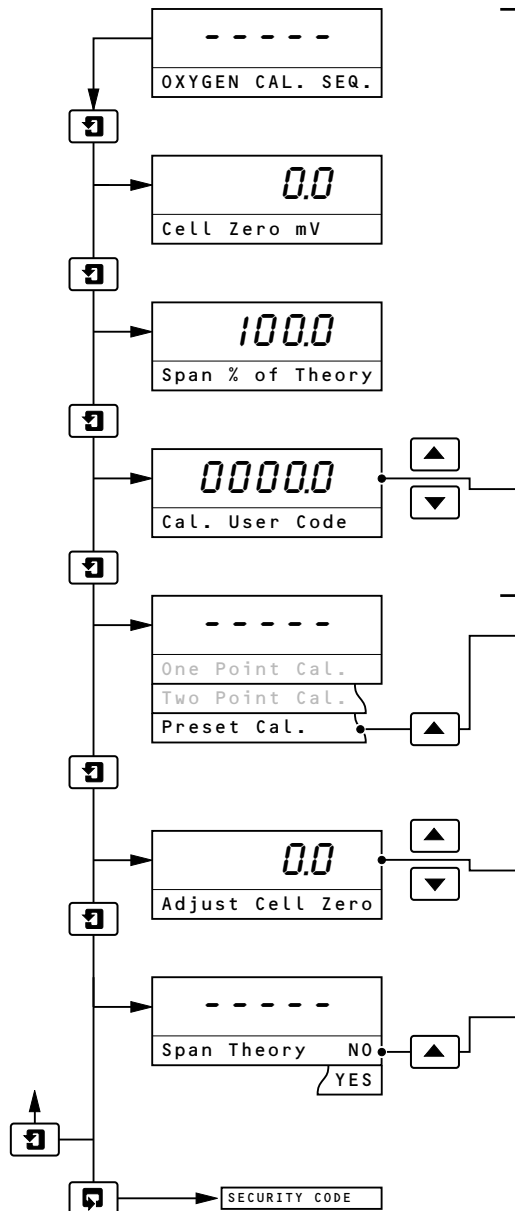 - - - - -
OXYGEN CAL. SEQ.
0.0
Cell Zero mV
100.0
Span % of Theory
0000.0
Cal. User Code
- - - - -
One Point Cal.
Two Point Cal.
Preset Cal.
0.0
Adjust Cell Zero
- - - - -
Span Theory NO
YES
SECURITY CODE